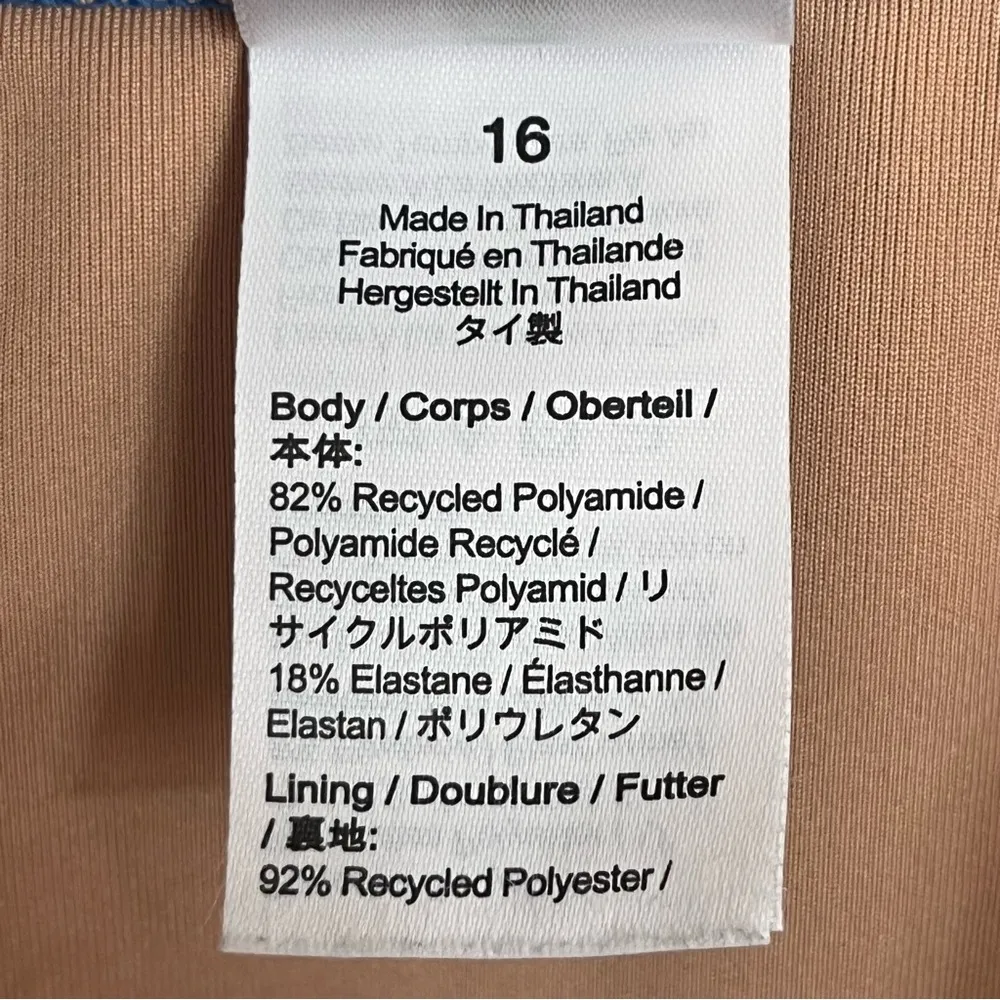 16
Made In Thailand
Fabriqué en Thailande
Hergestellt In Thailand
タイ製
Body / Corps / Oberteil /
本体:
82% Recycled Polyamide /
Polyamide Recyclé /
Recyceltes Polyamid / リ
サイクルポリアミド
18% Elastane / Élasthanne /
Elastan / ポリウレタン
Lining / Doublure / Futter
/ 裏地:
92% Recycled Polyester /